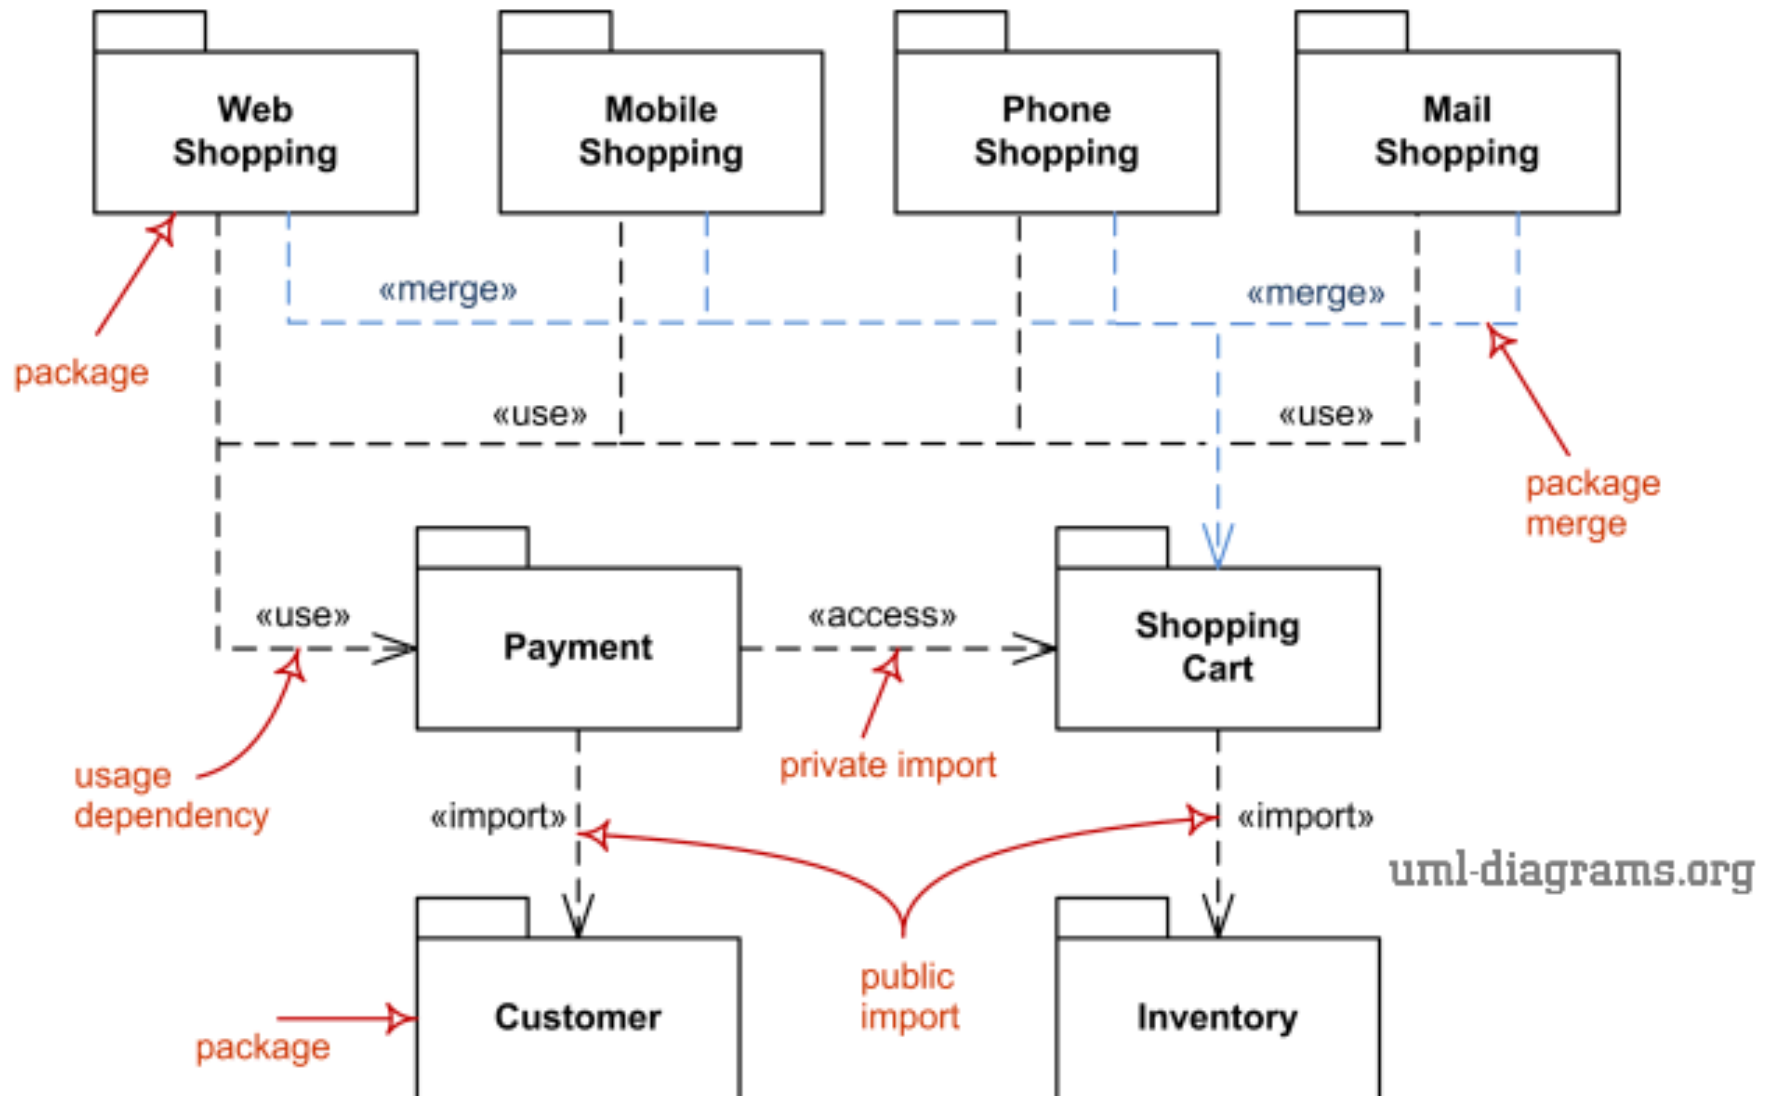 Web
Shopping
Mobile
Shopping
Phone
Shopping
Mail
Shopping
«merge»
«merge»
package
«use»
«use»
package
merge
«use»
Payment
«access»
Shopping
Cart
usage
dependency
private import
«import»
«import»
uml-diagrams.org
public
import
Customer
Inventory
package